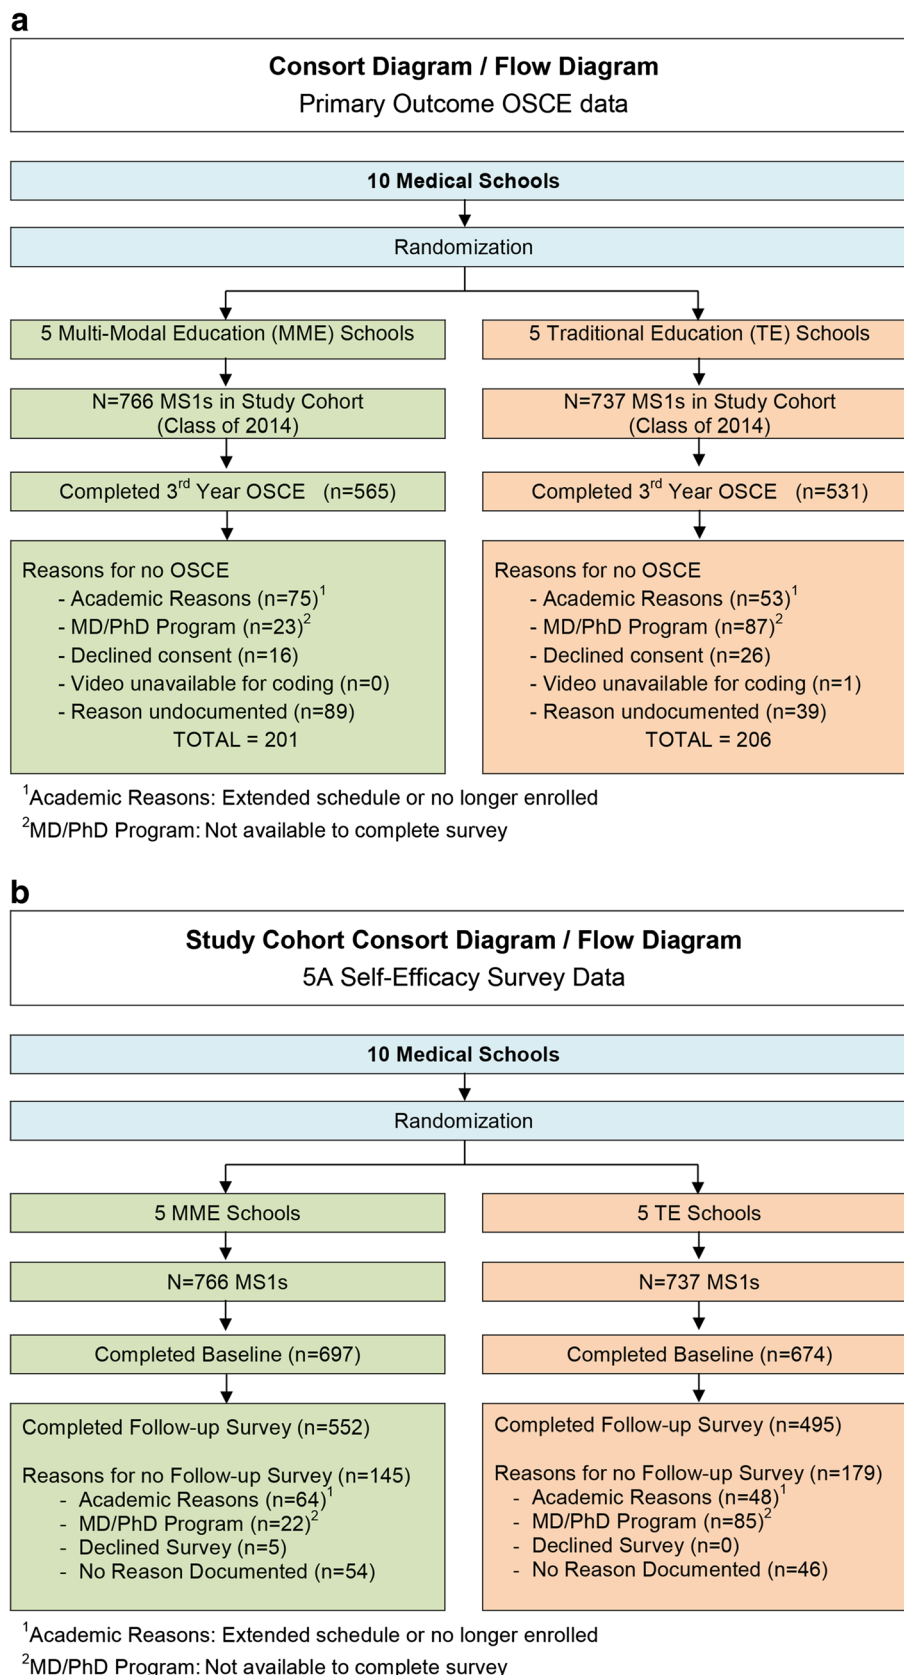 a
Consort Diagram / Flow Diagram
Primary Outcome OSCE data
10 Medical Schools
Randomization
5 Multi-Modal Education (MME) Schools
N=766 MS1s in Study Cohort
(Class of 2014)
Completed 3rd Year OSCE (n=565)
Reasons for no OSCE
- Academic Reasons (n=75)1
- MD/PhD Program (n=23)2
- Declined consent (n=16)
- Video unavailable for coding (n=0)
- Reason undocumented (n=89)
TOTAL = 201
5 Traditional Education (TE) Schools
N=737 MS1s in Study Cohort
(Class of 2014)
Completed 3rd Year OSCE (n=531)
Reasons for no OSCE
- Academic Reasons (n=53)1
- MD/PhD Program (n=87)2
- Declined consent (n=26)
- Video unavailable for coding (n=1)
- Reason undocumented (n=39)
TOTAL = 206
1Academic Reasons: Extended schedule or no longer enrolled
2MD/PhD Program: Not available to complete survey
b
Study Cohort Consort Diagram / Flow Diagram
5A Self-Efficacy Survey Data
10 Medical Schools
Randomization
5 MME Schools
N=766 MS1s
Completed Baseline (n=697)
Completed Follow-up Survey (n=552)
Reasons for no Follow-up Survey (n=145)
- Academic Reasons (n=64)1
- MD/PhD Program (n=22)2
- Declined Survey (n=5)
- No Reason Documented (n=54)
5 TE Schools
N=737 MS1s
Completed Baseline (n=674)
Completed Follow-up Survey (n=495)
Reasons for no Follow-up Survey (n=179)
- Academic Reasons (n=48)1
- MD/PhD Program (n=85)2
- Declined Survey (n=0)
- No Reason Documented (n=46)
1Academic Reasons: Extended schedule or no longer enrolled
2MD/PhD Program: Not available to complete survey